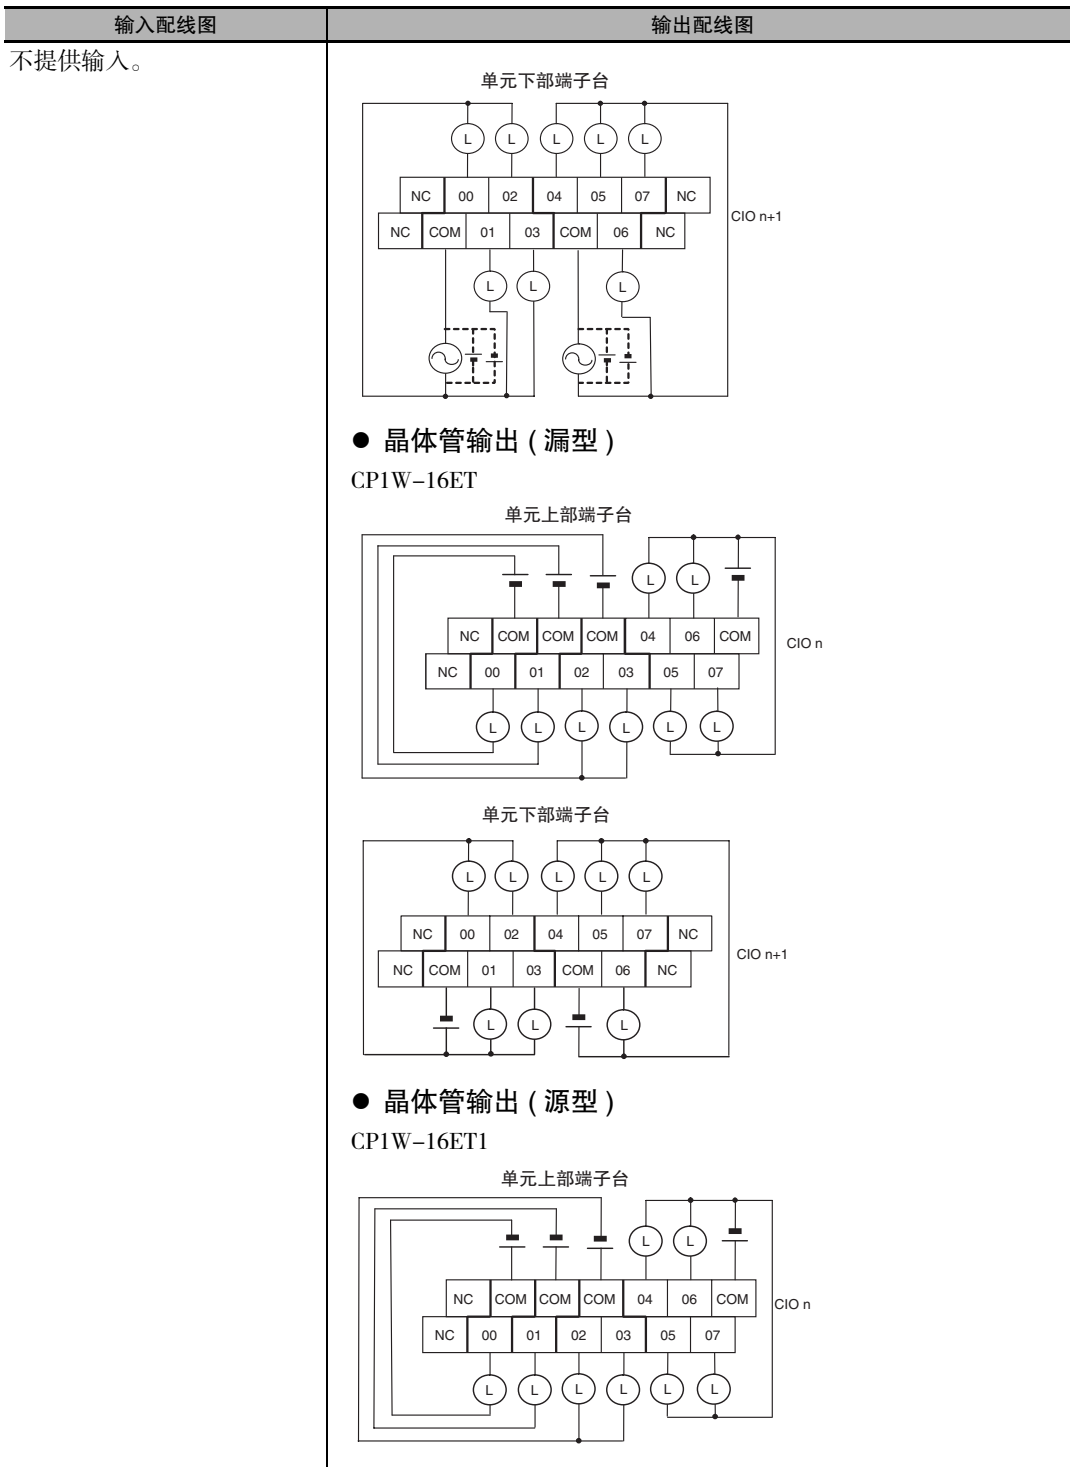 输入配线图 输出配线图
不提供输入。
单元下部端子台
L L L L L
NC 00 02 04 05 07 NC
CIO n+1
NC COM 01 03 COM 06 NC
L L L
● 晶体管输出 ( 漏型 )
CP1W-16ET
单元上部端子台
L L
NC COM COM COM 04 06 COM
CIO n
NC 00 01 02 03 05 07
L L L L L L
单元下部端子台
L L L L L
NC 00 02 04 05 07 NC
CIO n+1
NC COM 01 03 COM 06 NC
L L L
● 晶体管输出 ( 源型 )
CP1W-16ET1
单元上部端子台
L L
NC COM COM COM 04 06 COM
CIO n
NC 00 01 02 03 05 07
L L L L L L